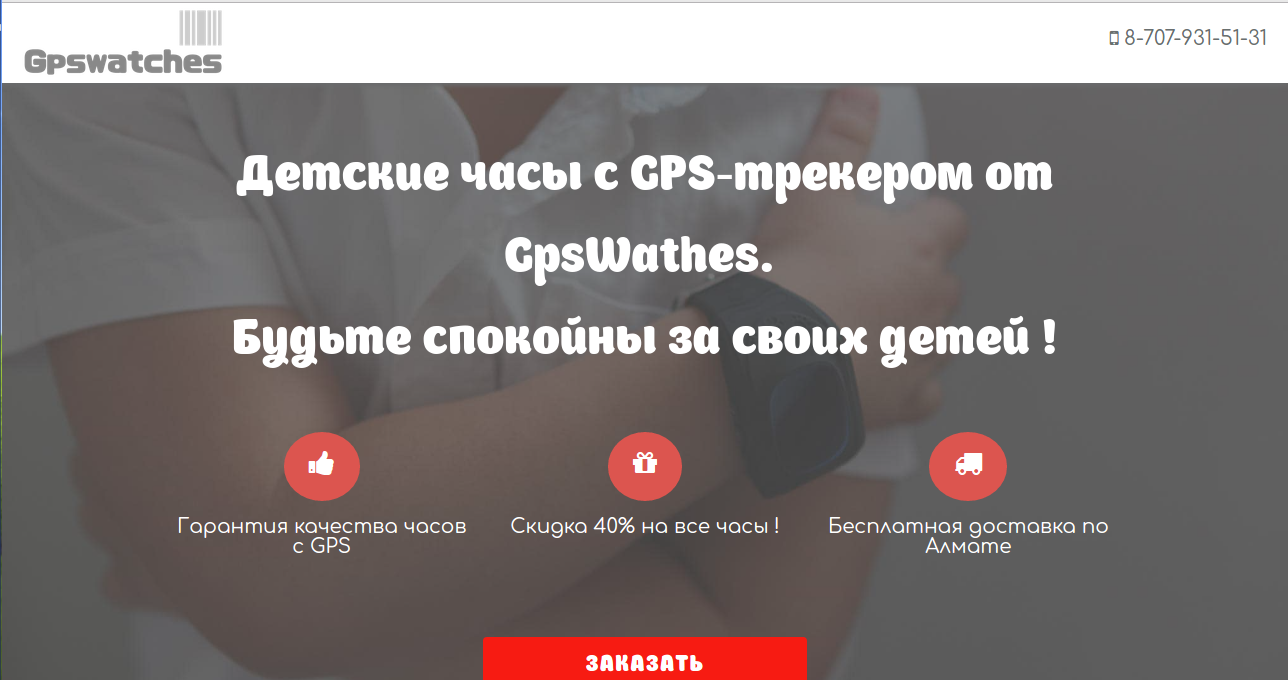 Gpswatches
8-707-931-51-31
Детские часы с GPS-трекером от
GpsWathes.
Будьте спокойны за своих детей !
Гарантия качества часов
с GPS
Скидка 40% на все часы !
Бесплатная доставка по
Алмате
ЗАКАЗАТЬ